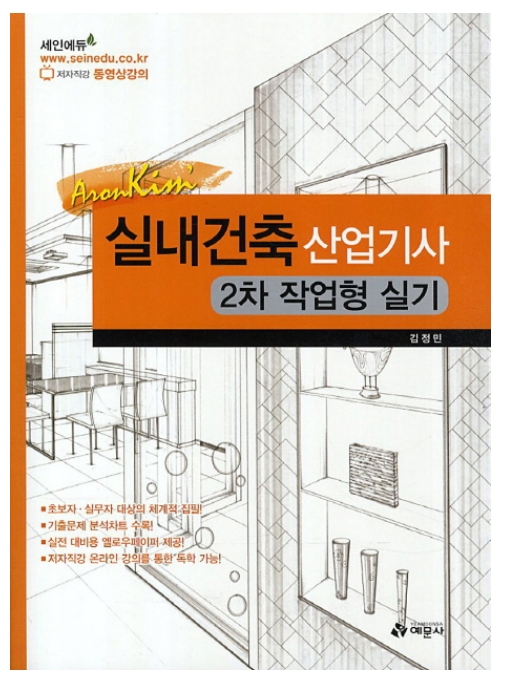 세인에듀
www.seinedu.co.kr
저자직강 동영상강의
AronKim'
실내건축 산업기사
2차 작업형 실기
김정민
■초보자·실무자 대상의 체계적 집필!
■기출문제 분석차트 수록!
■실전 대비용 옐로우페이퍼 제공!
■저자직강 온라인 강의를 통한 독학 가능!
YEAMOONSA
예문사